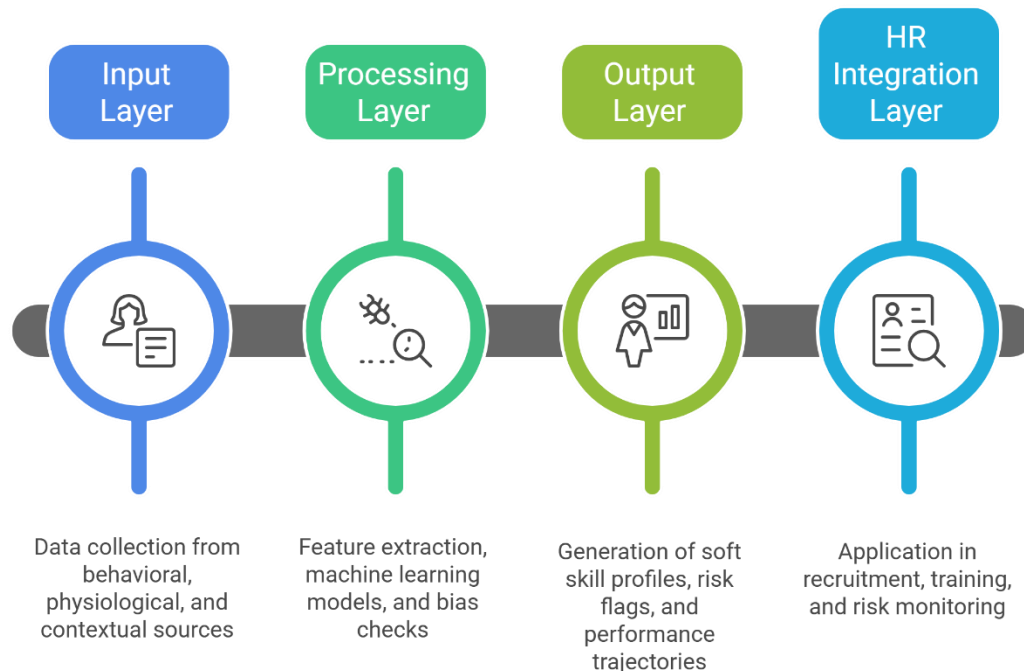 Input
Layer
Processing
Layer
Output
Layer
HR
Integration
Layer
Data collection from
behavioral,
physiological, and
contextual sources
Feature extraction,
machine learning
models, and bias
checks
Generation of soft
skill profiles, risk
flags, and
performance
trajectories
Application in
recruitment, training,
and risk monitoring